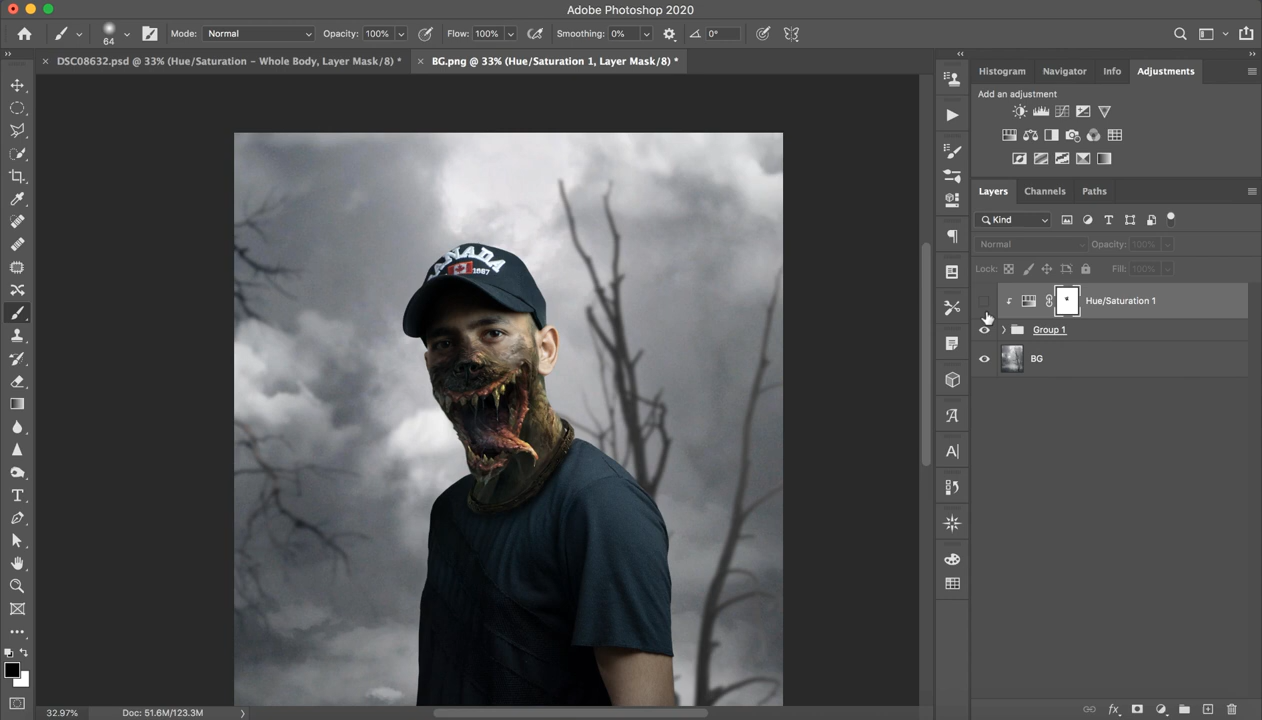 Adobe Photoshop 2020
64
Mode: Normal
Opacity: 100%
Flow: 100%
Smoothing: 0%
0°
DSC08632.psd @ 33% (Hue/Saturation – Whole Body, Layer Mask/8) *
BG.png @ 33% (Hue/Saturation 1, Layer Mask/8) *
Histogram
Navigator
Info
Adjustments
Add an adjustment
Layers
Channels
Paths
Kind
Normal
Opacity: 100%
Lock:
Fill: 100%
Hue/Saturation 1
Group 1
BG
ANADA
1867
32.97%
Doc: 51.6M/123.3M